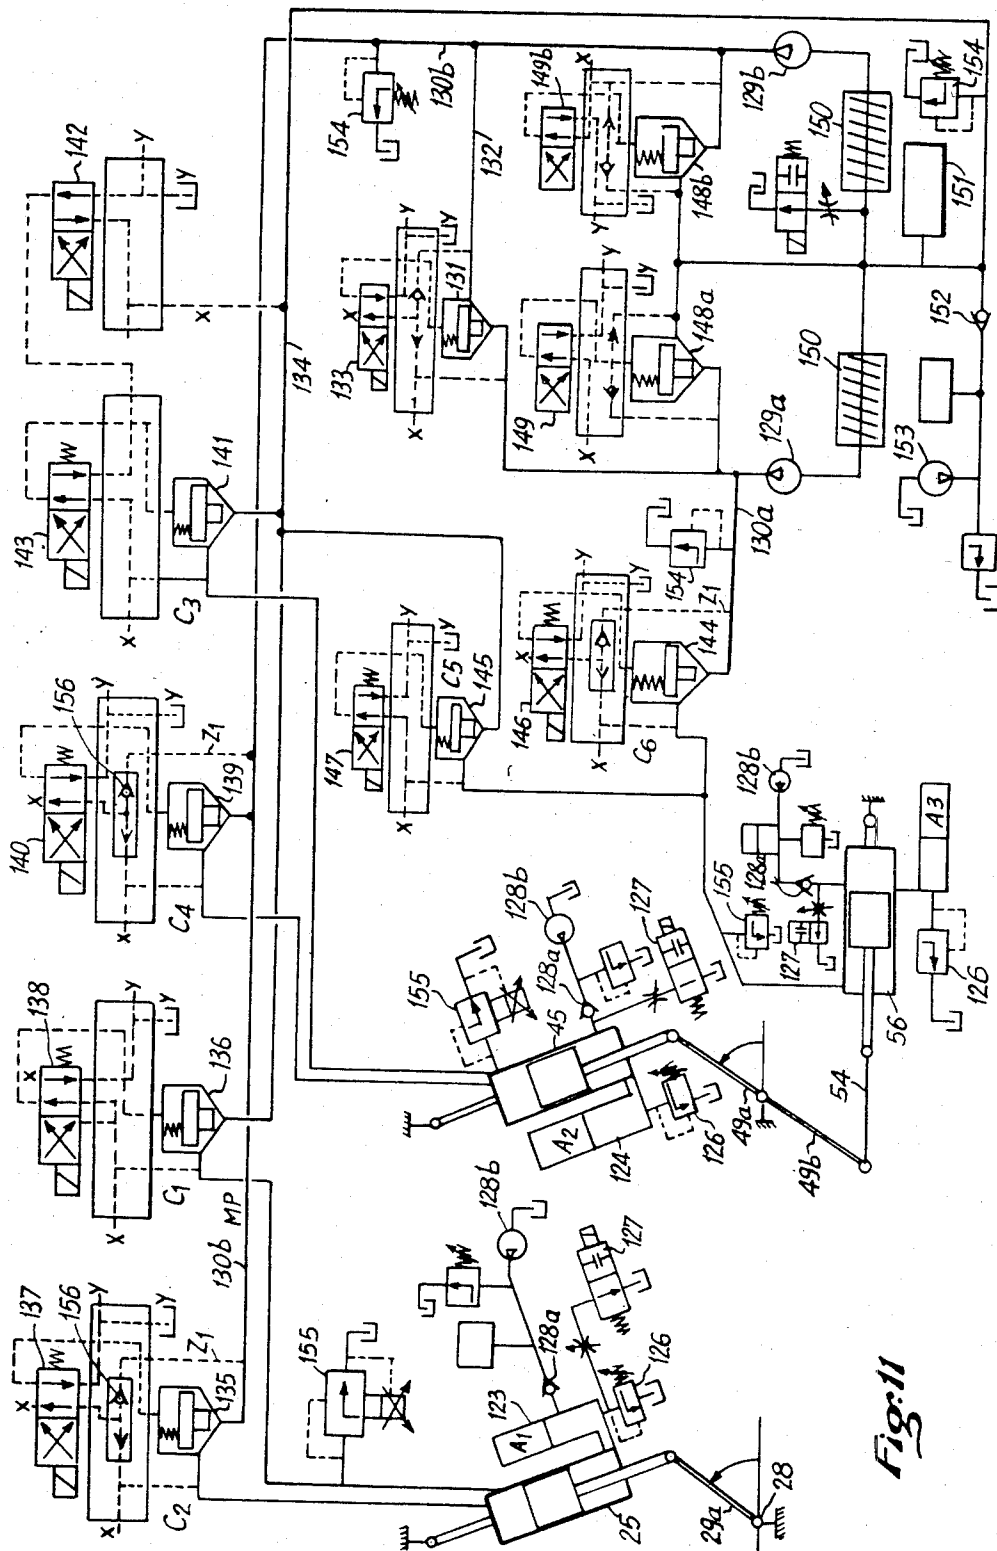 142
X
Y
Y
134
143
X
141
C3
140
X
156
Y
Y
X
Z1
139
C4
138
X
Y
Y
X
136
C1
MP
130b
137
X
156
Y
Y
X
Z1
135
C2
154
130b
132
133
X
Y
Y
X
131
149b
X
Y
Y
148b
129b
149
X
Y
Y
148a
129a
150
150
154
151
152
153
147
Y
Y
X
C5
145
146
X
Y
Y
X
C6
144
Z1
154
130a
155
128b
128a
127
45
A2
124
126
49a
49b
54
56
155
128a
128b
127
A3
126
155
128b
128a
127
126
123
A1
25
29a
28
Fig:11